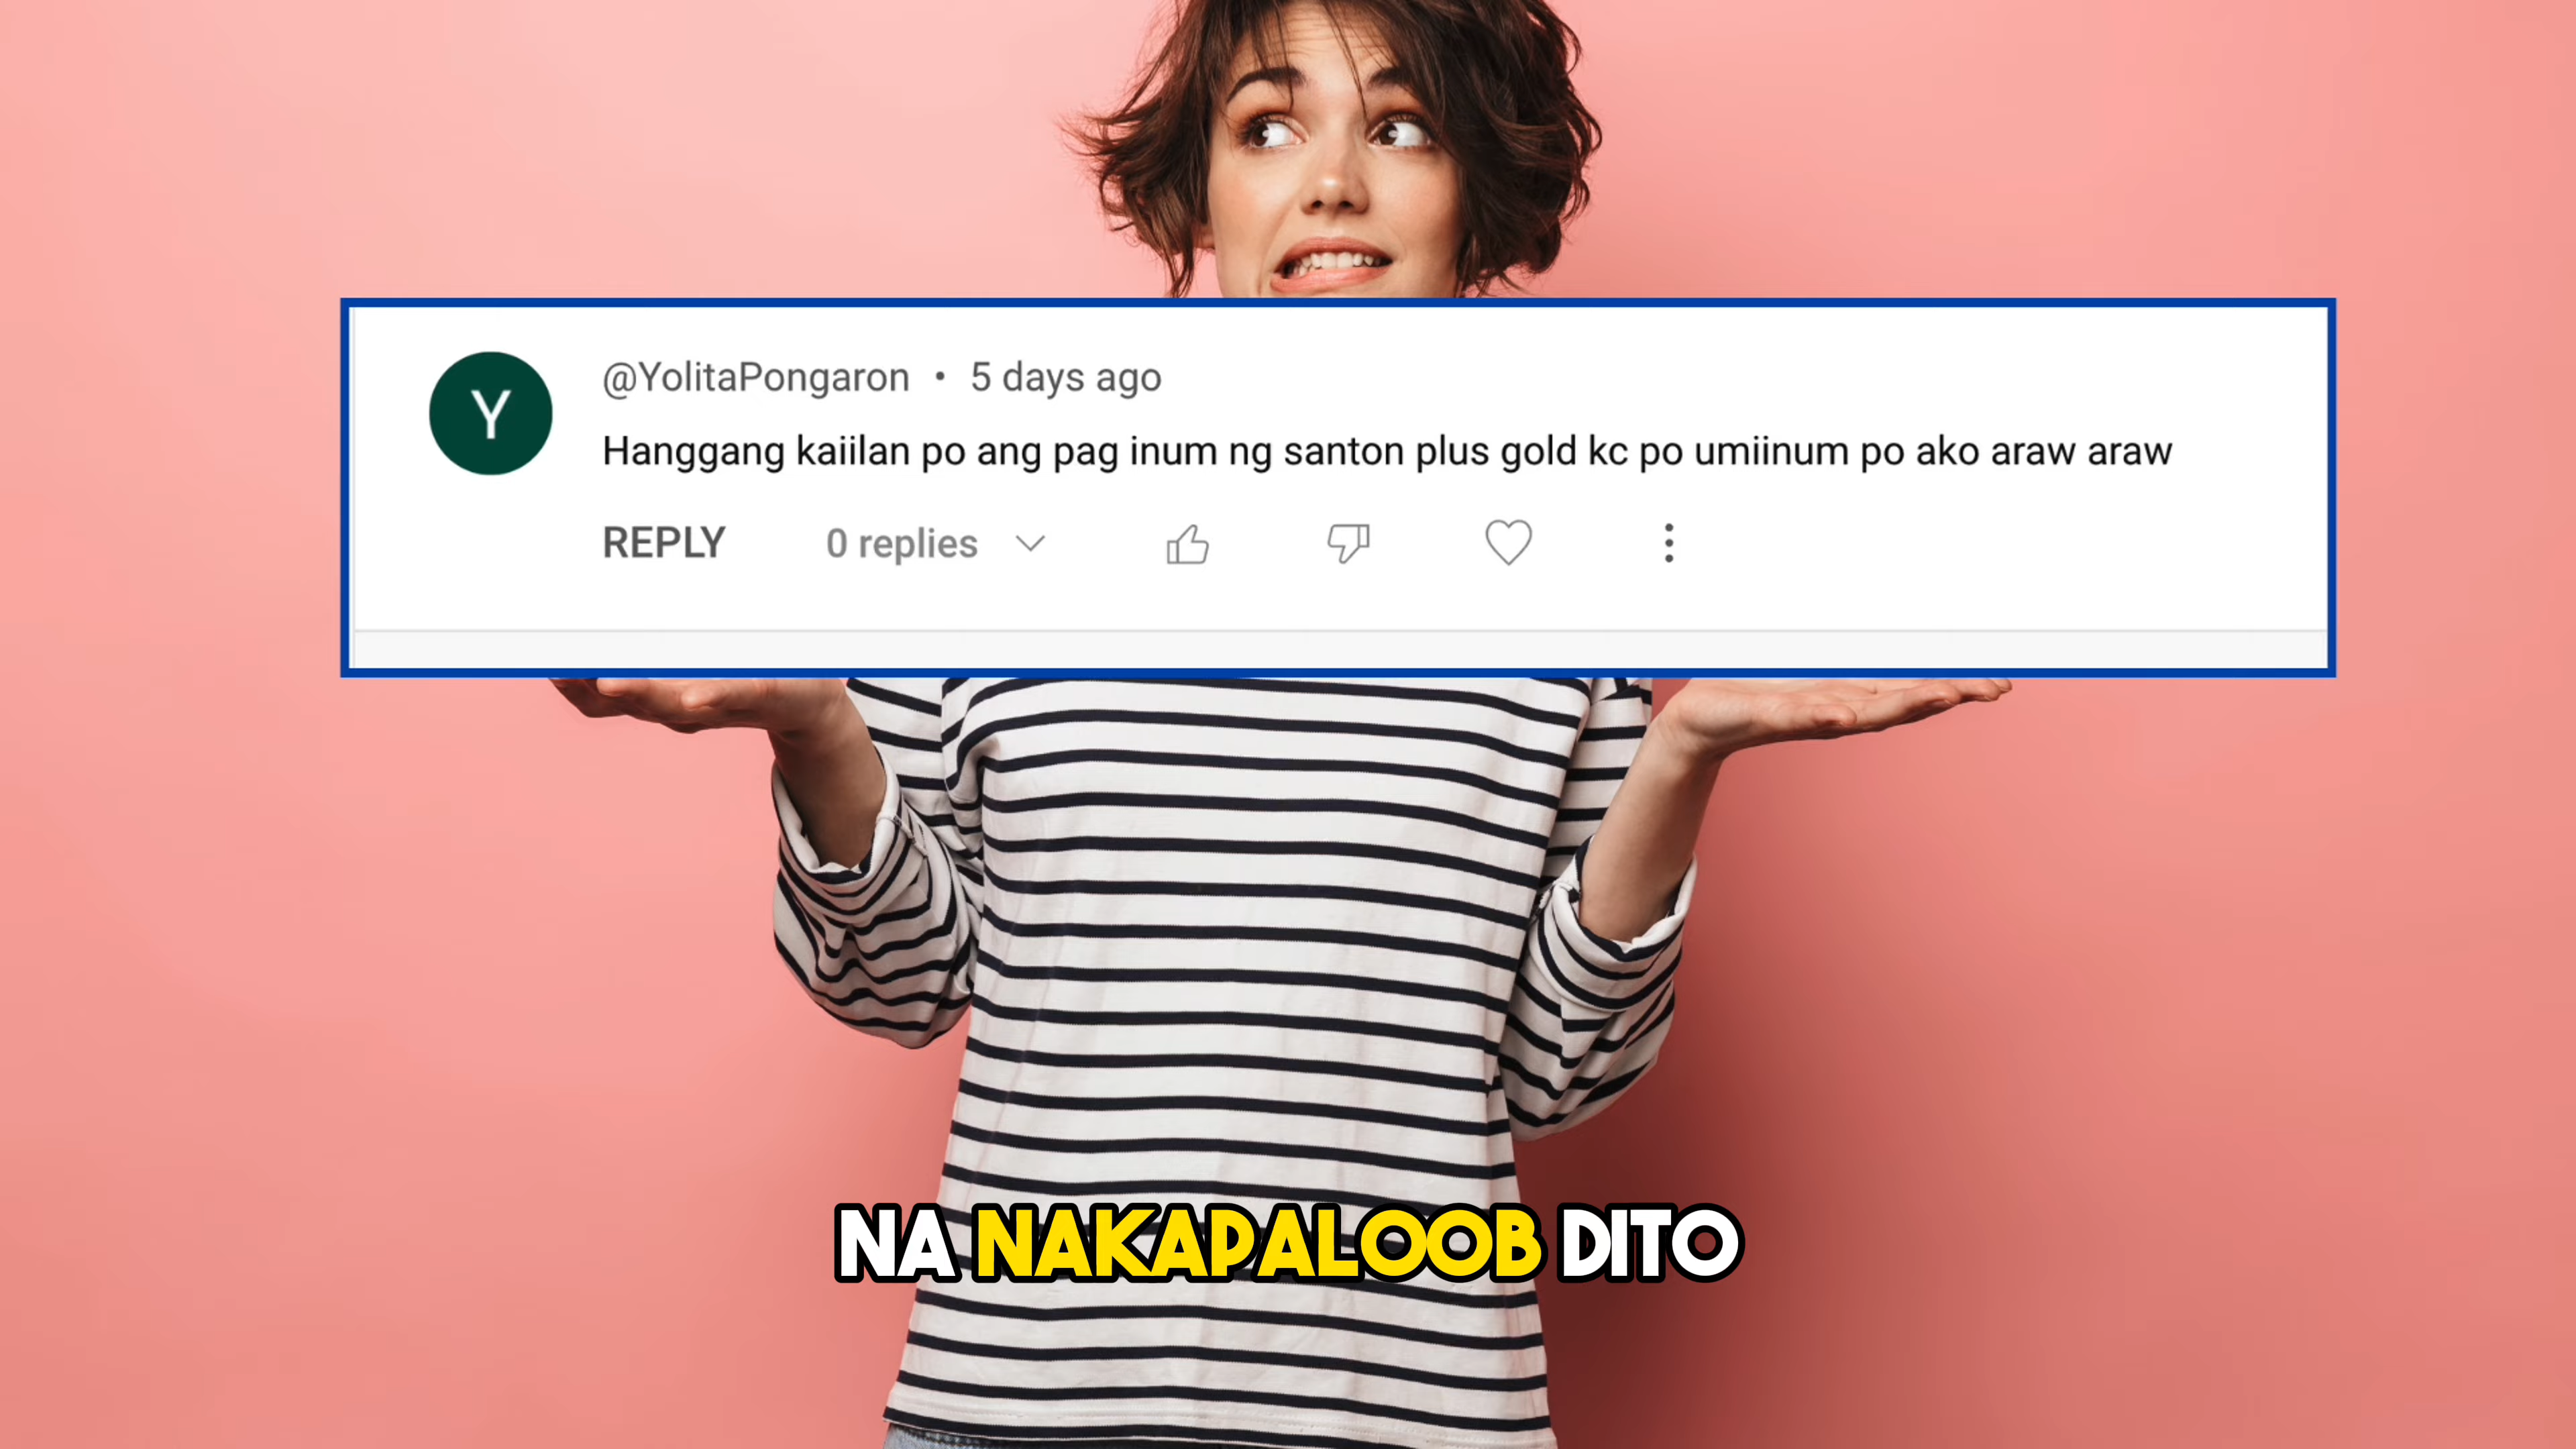 Y
@YolitaPongaron • 5 days ago
Hanggang kaiilan po ang pag inum ng santon plus gold kc po umiinum po ako araw araw
REPLY 0 replies
NA NAKAPALOOB DITO